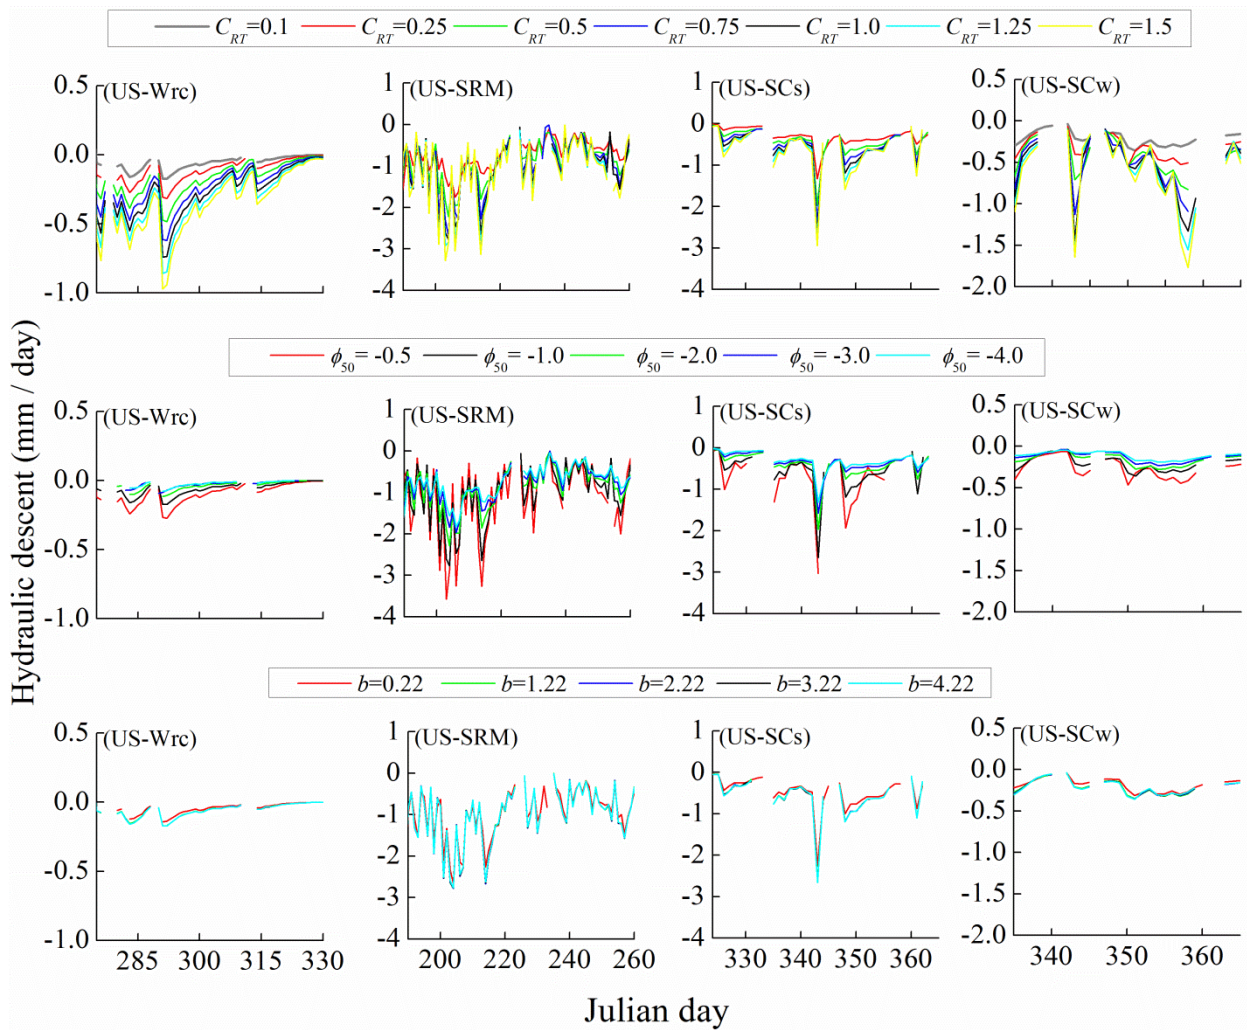 C_RT=0.1 C_RT=0.25 C_RT=0.5 C_RT=0.75 C_RT=1.0 C_RT=1.25 C_RT=1.5
(US-Wrc) (US-SRM) (US-SCs) (US-SCw)
0.5 0.0 -0.5 -1.0
1 0 -1 -2 -3 -4
1 0 -1 -2 -3 -4
0.5 0.0 -0.5 -1.0 -1.5 -2.0
Hydraulic descent (mm / day)
ϕ_50= -0.5 ϕ_50= -1.0 ϕ_50= -2.0 ϕ_50= -3.0 ϕ_50= -4.0
(US-Wrc) (US-SRM) (US-SCs) (US-SCw)
0.5 0.0 -0.5 -1.0
1 0 -1 -2 -3 -4
1 0 -1 -2 -3 -4
0.5 0.0 -0.5 -1.0 -1.5 -2.0
b=0.22 b=1.22 b=2.22 b=3.22 b=4.22
(US-Wrc) (US-SRM) (US-SCs) (US-SCw)
0.5 0.0 -0.5 -1.0
1 0 -1 -2 -3 -4
1 0 -1 -2 -3 -4
0.5 0.0 -0.5 -1.0 -1.5 -2.0
285 300 315 330
200 220 240 260
330 340 350 360
340 350 360
Julian day